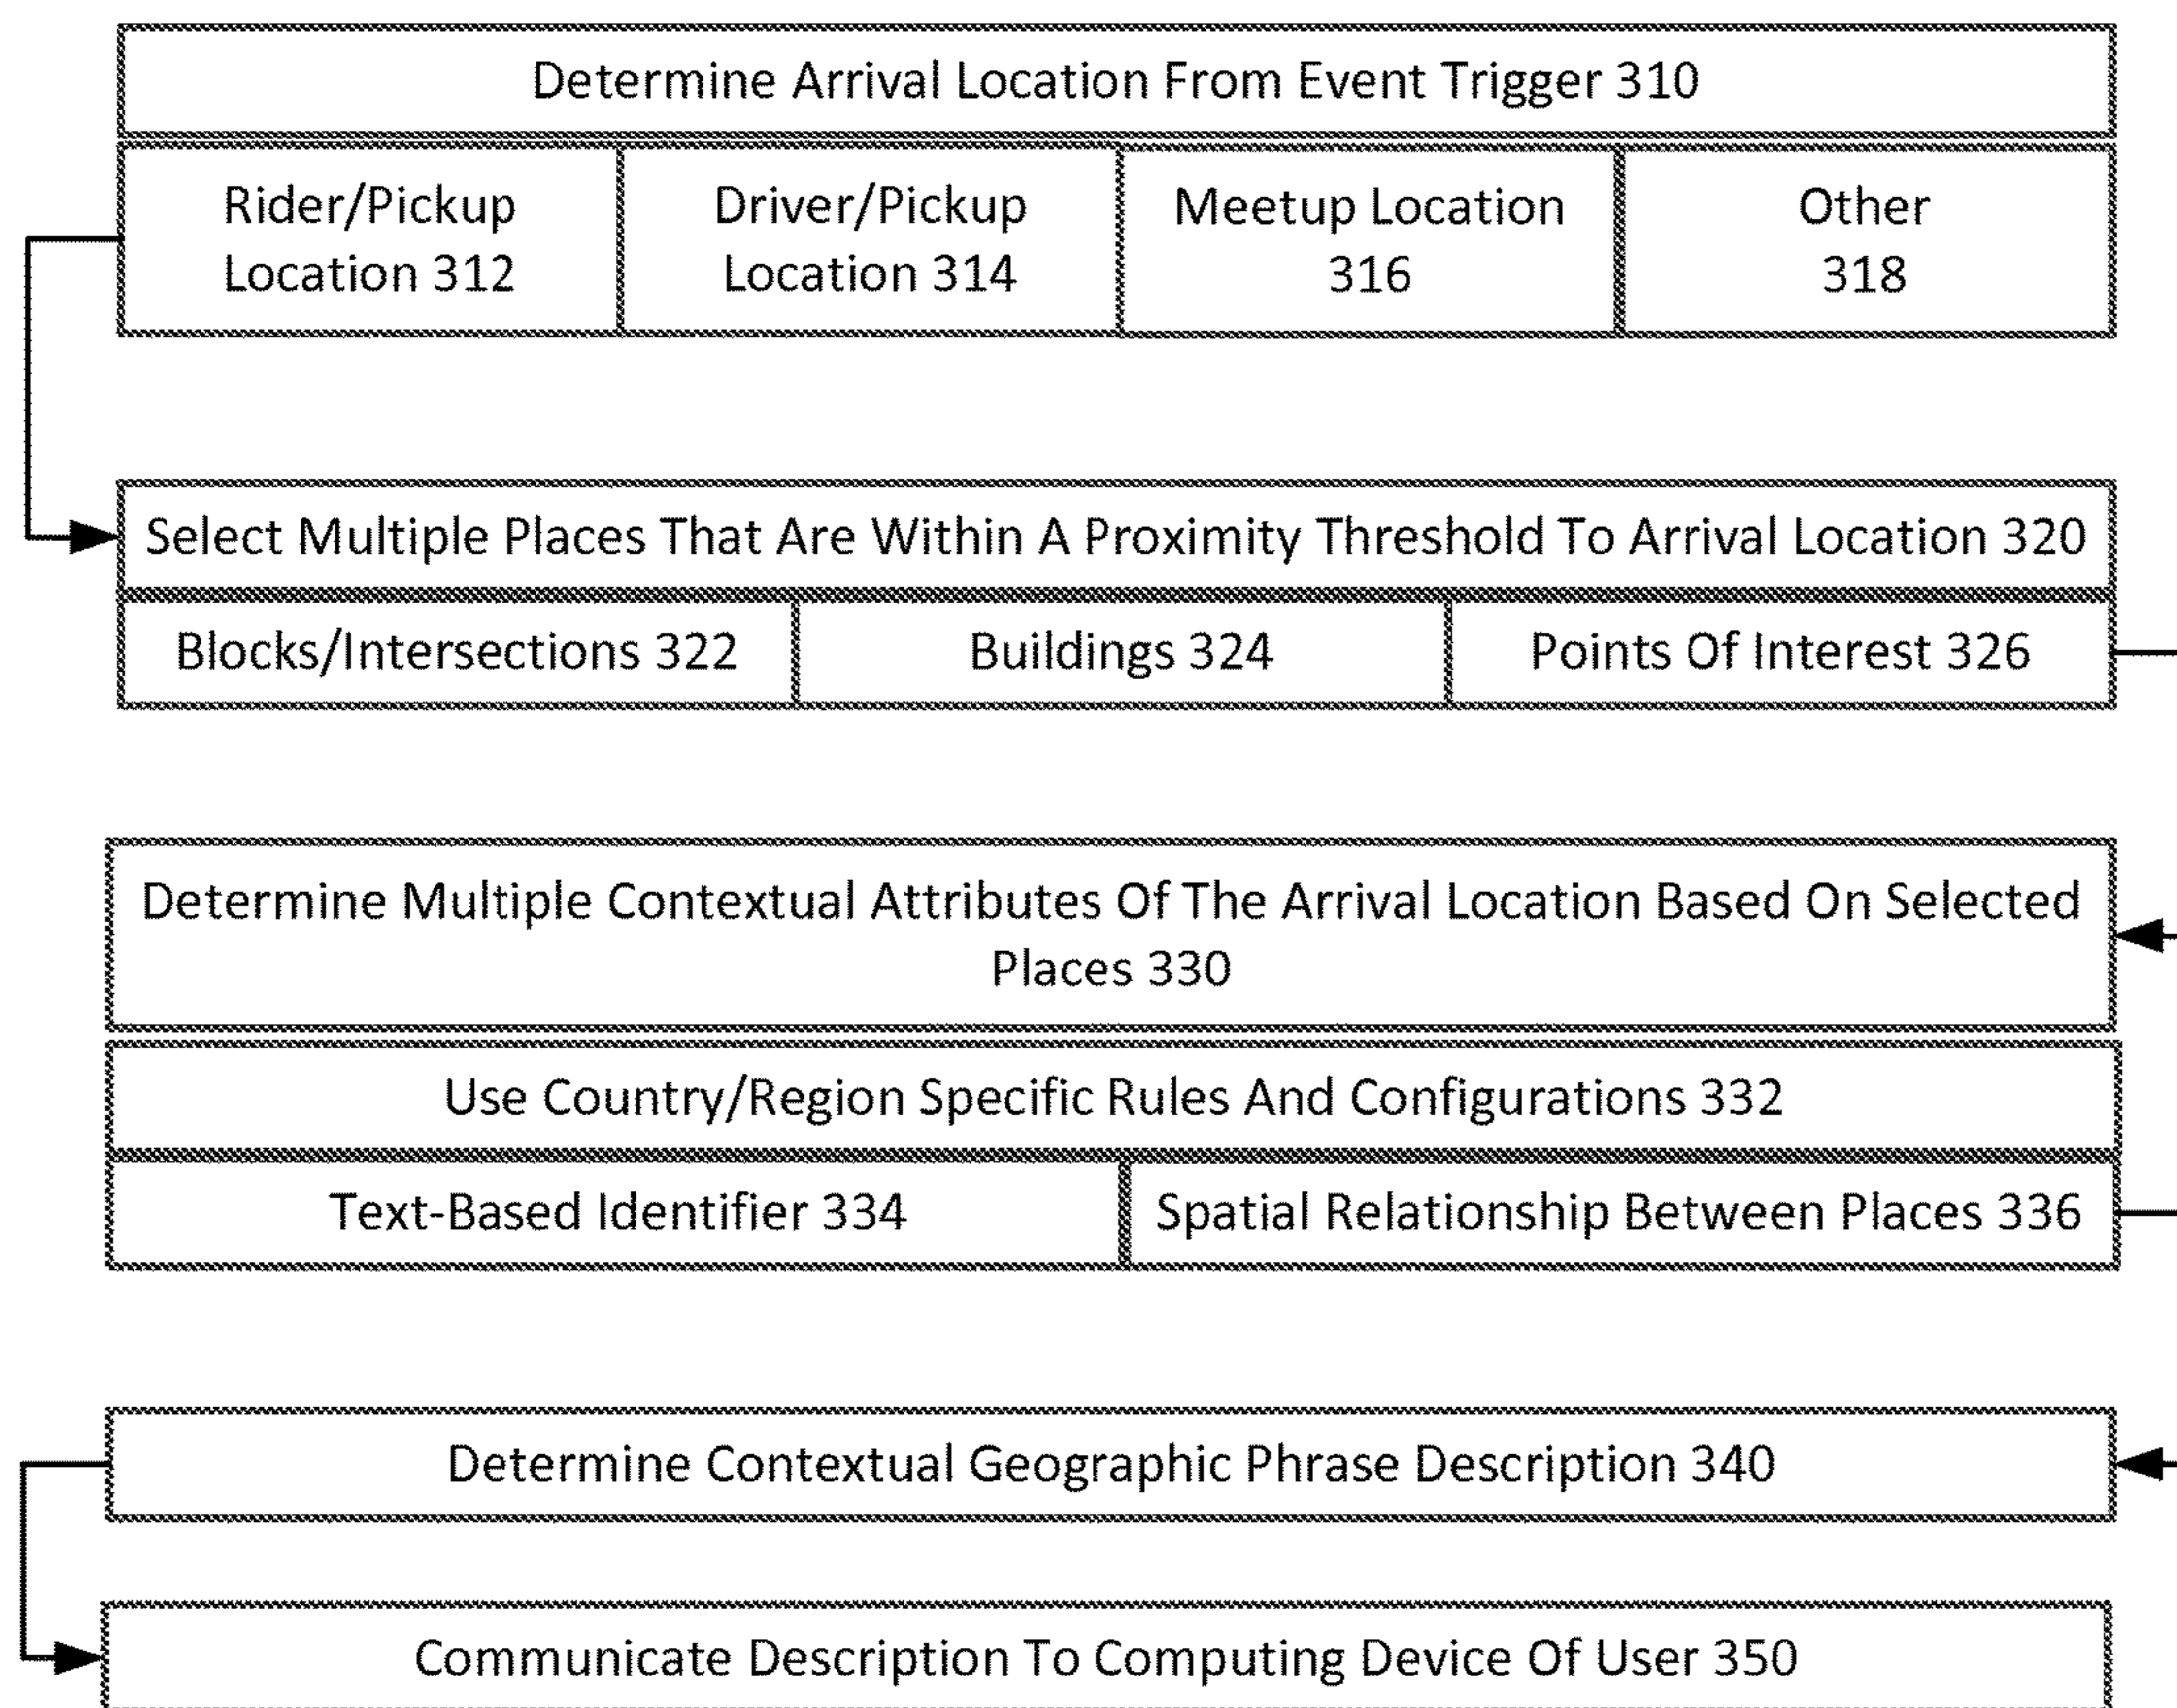 Determine Arrival Location From Event Trigger 310
Rider/Pickup
Location 312
Driver/Pickup
Location 314
Meetup Location
316
Other
318
Select Multiple Places That Are Within A Proximity Threshold To Arrival Location 320
Blocks/Intersections 322
Buildings 324
Points Of Interest 326
Determine Multiple Contextual Attributes Of The Arrival Location Based On Selected
Places 330
Use Country/Region Specific Rules And Configurations 332
Text-Based Identifier 334
Spatial Relationship Between Places 336
Determine Contextual Geographic Phrase Description 340
Communicate Description To Computing Device Of User 350